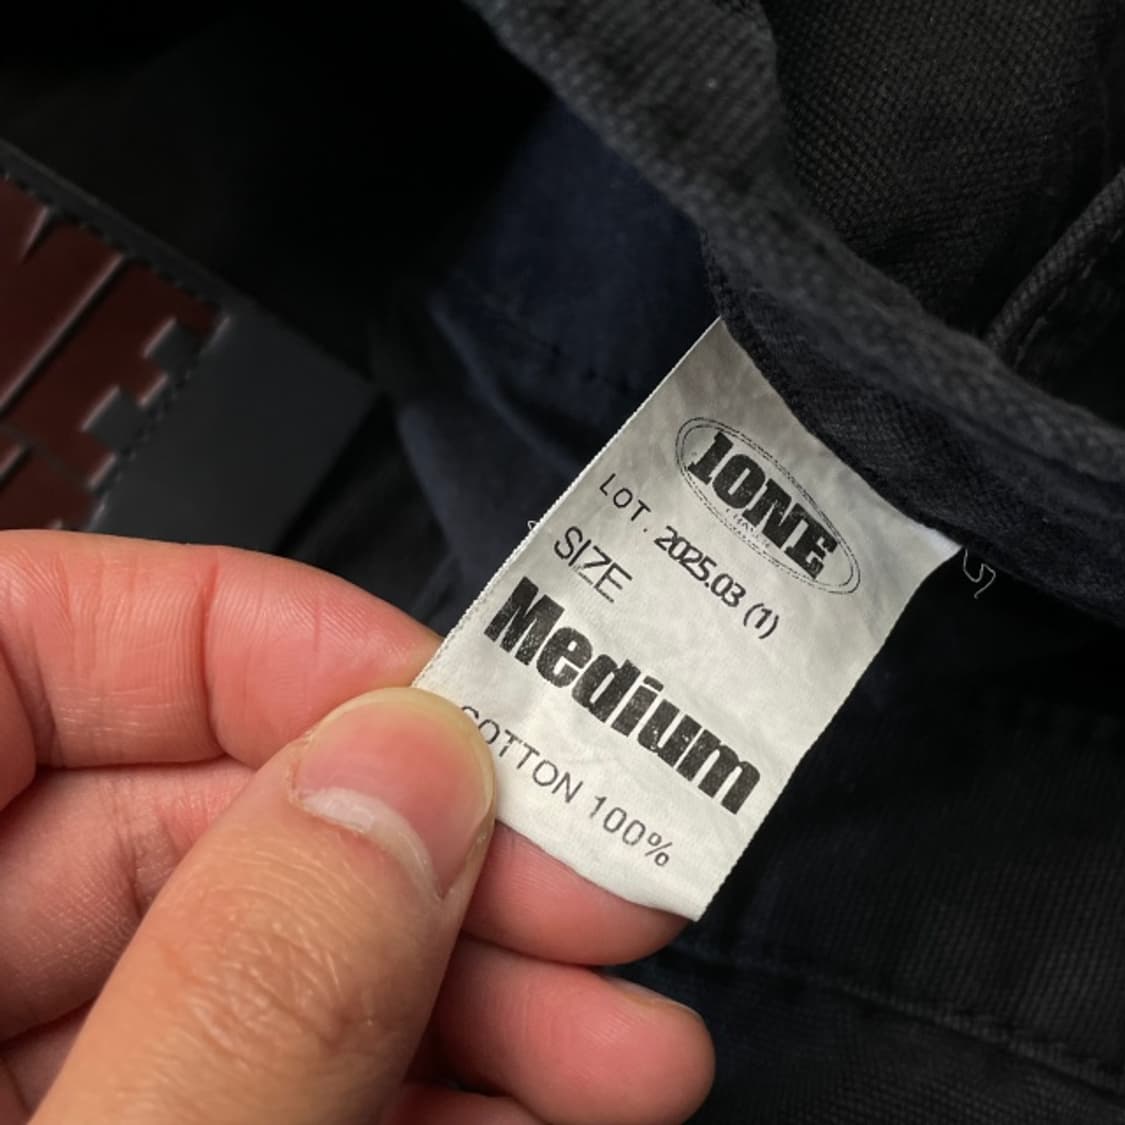 IONE
LOT. 2025.03 (1)
SIZE
Medium
COTTON 100%